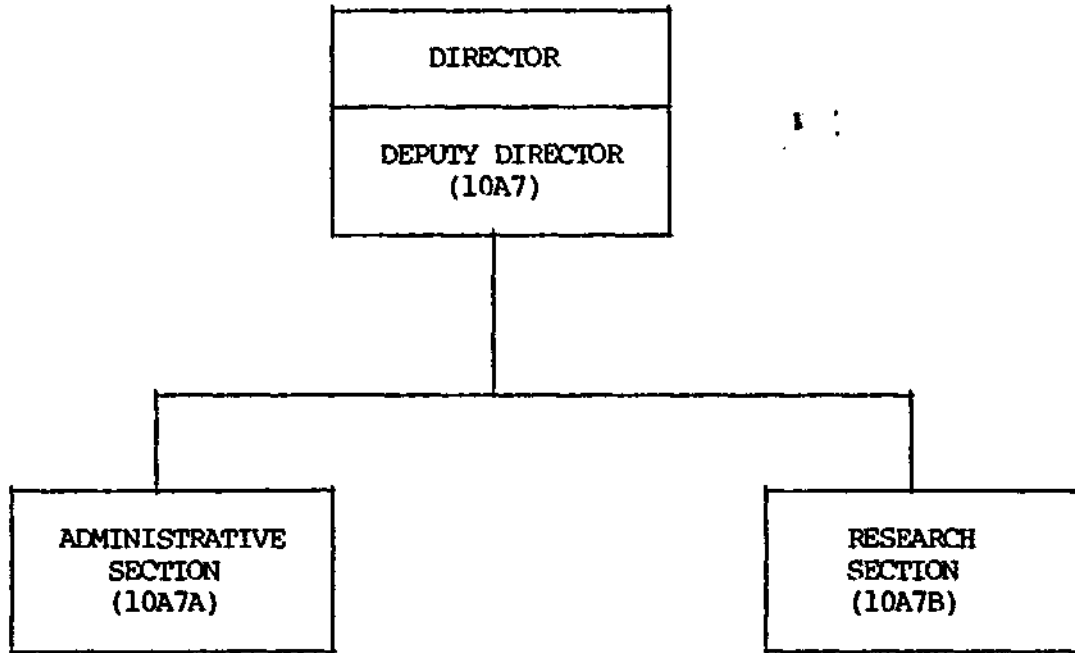 DIRECTOR
DEPUTY DIRECTOR
(10A7)
ADMINISTRATIVE
SECTION
(10A7A)
RESEARCH
SECTION
(10A7B)